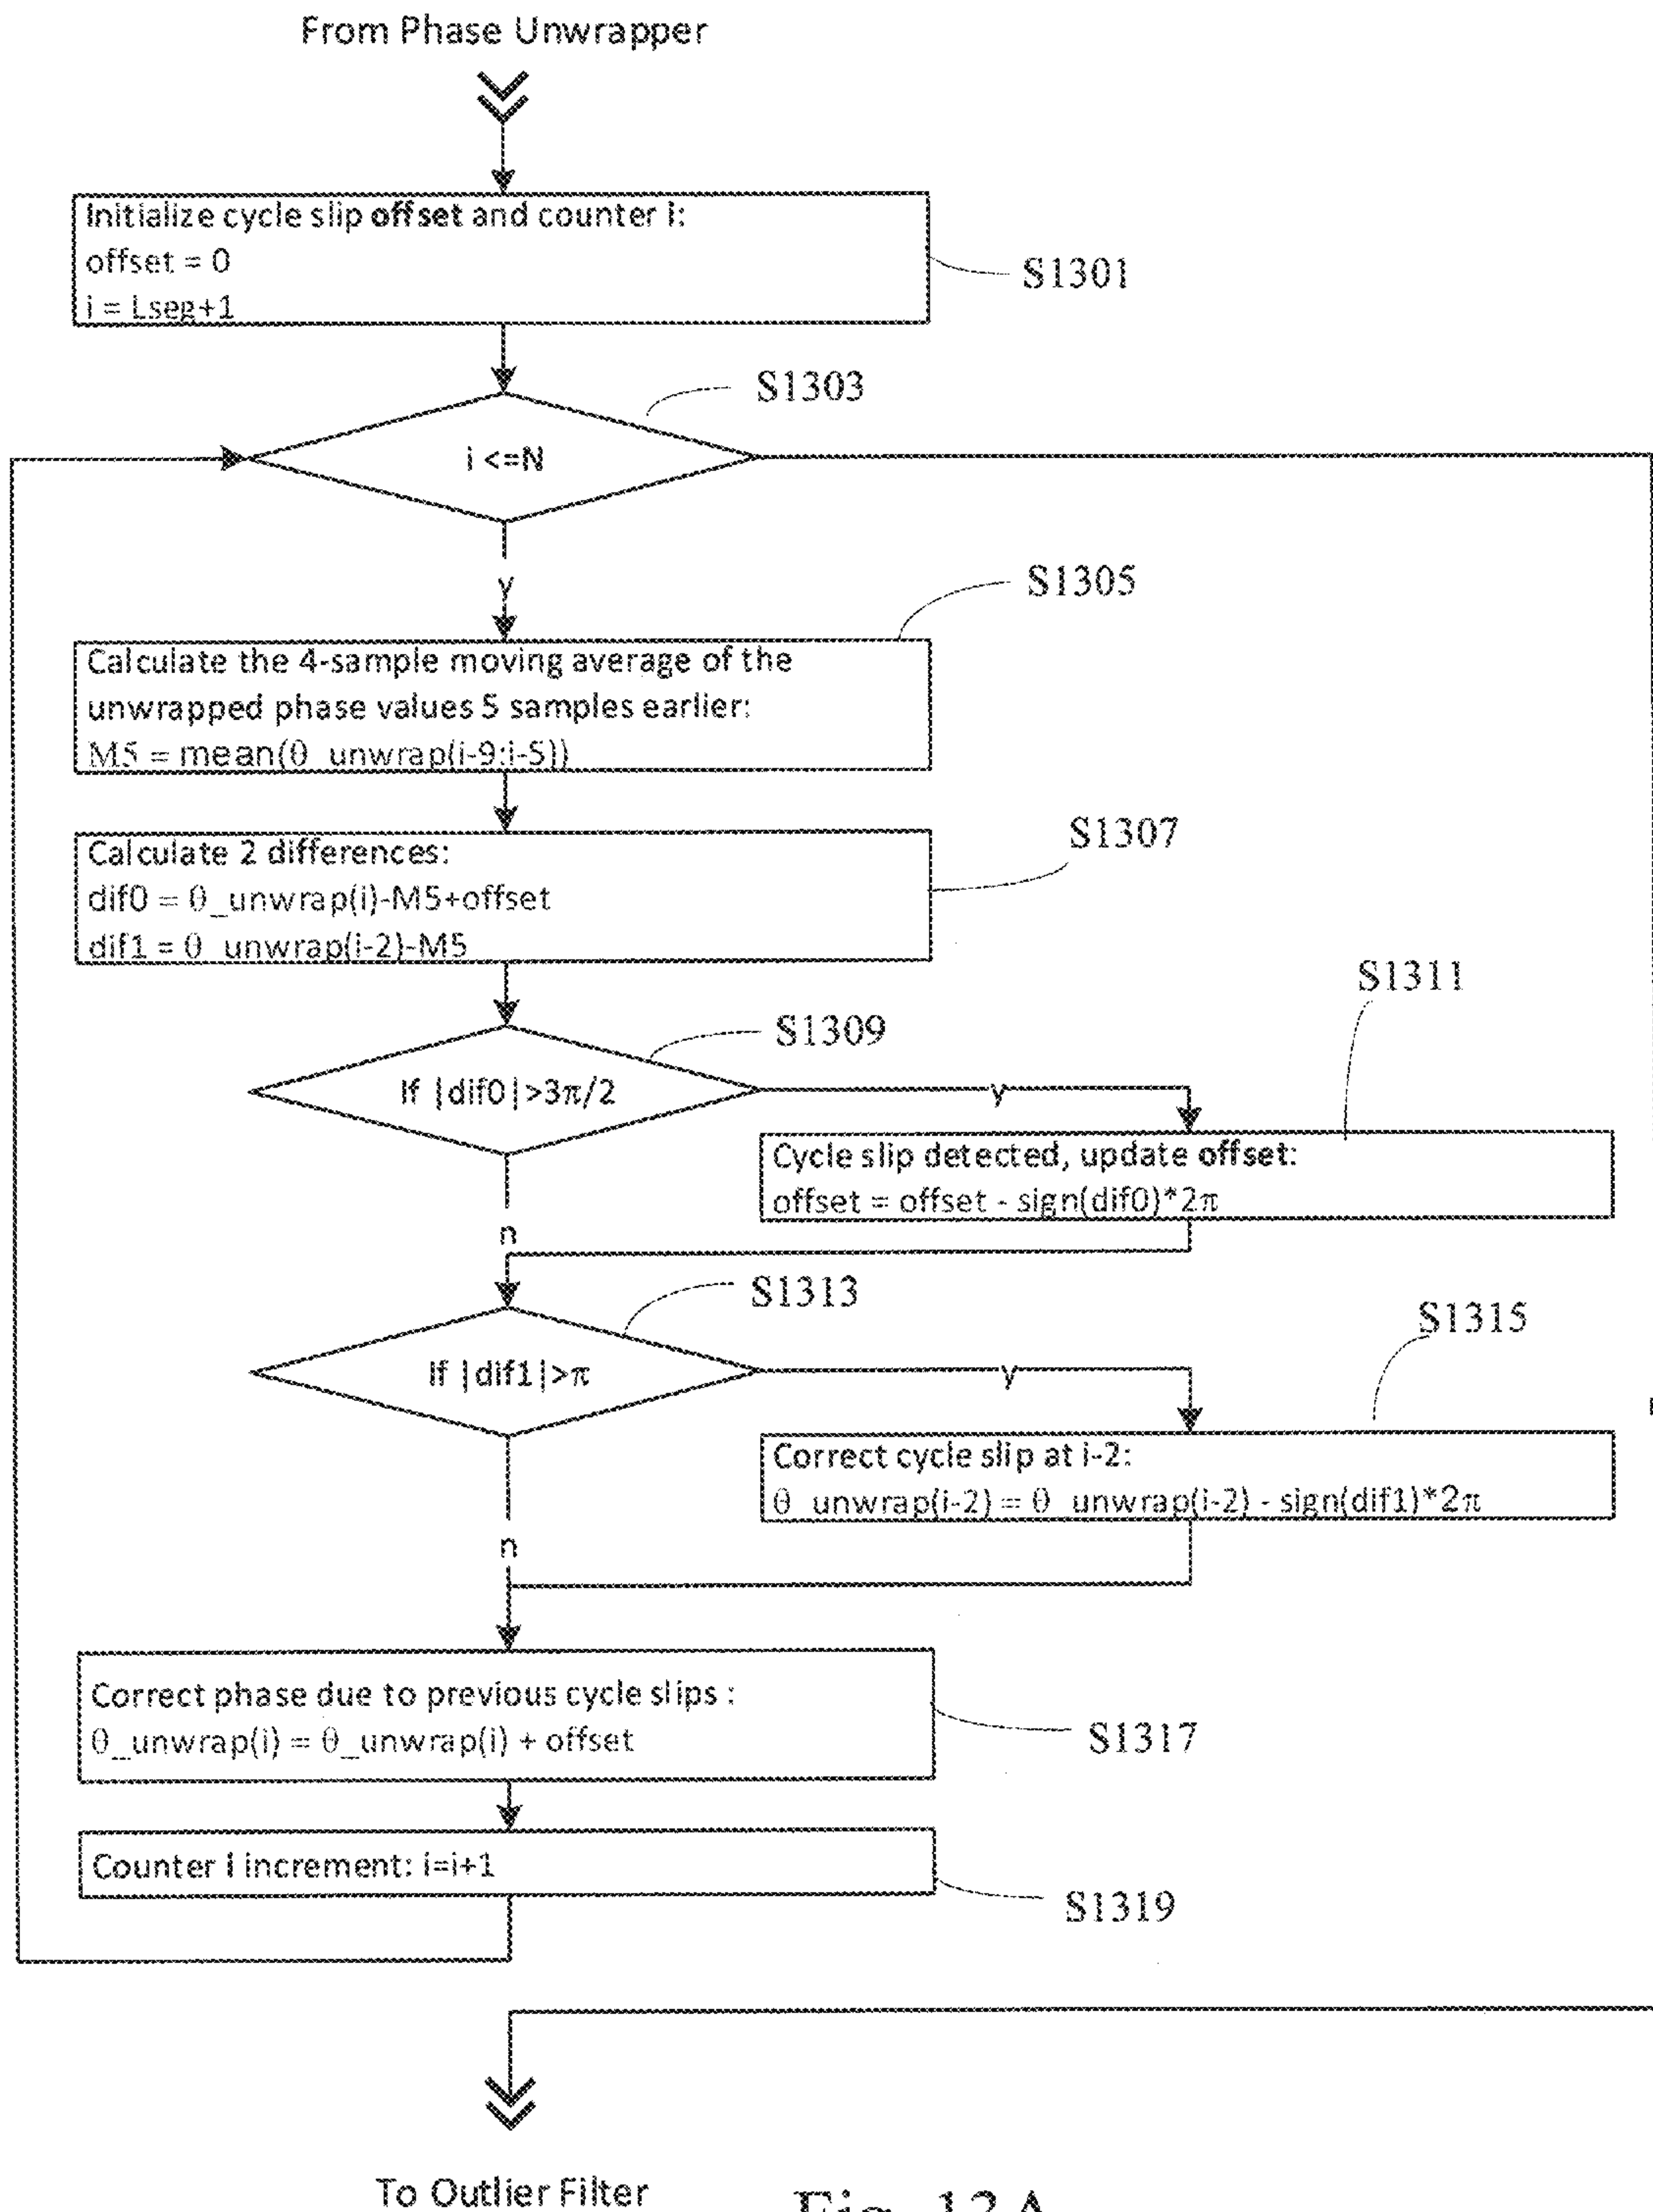 From Phase Unwrapper
Initialize cycle slip offset and counter i:
offset = 0
i = Lseg+1
S1301
S1303
i <=N
y
S1305
Calculate the 4-sample moving average of the
unwrapped phase values 5 samples earlier:
M5 = mean(θ_unwrap(i-9:i-5))
S1307
Calculate 2 differences:
dif0 = θ_unwrap(i)-M5+offset
dif1 = θ_unwrap(i-2)-M5
S1309
If |dif0|>3π/2
y
S1311
Cycle slip detected, update offset:
offset = offset - sign(dif0)*2π
n
S1313
If |dif1|>π
y
S1315
Correct cycle slip at i-2:
θ_unwrap(i-2) = θ_unwrap(i-2) - sign(dif1)*2π
n
Correct phase due to previous cycle slips :
θ_unwrap(i) = θ_unwrap(i) + offset
S1317
Counter i increment: i=i+1
S1319
To Outlier Filter